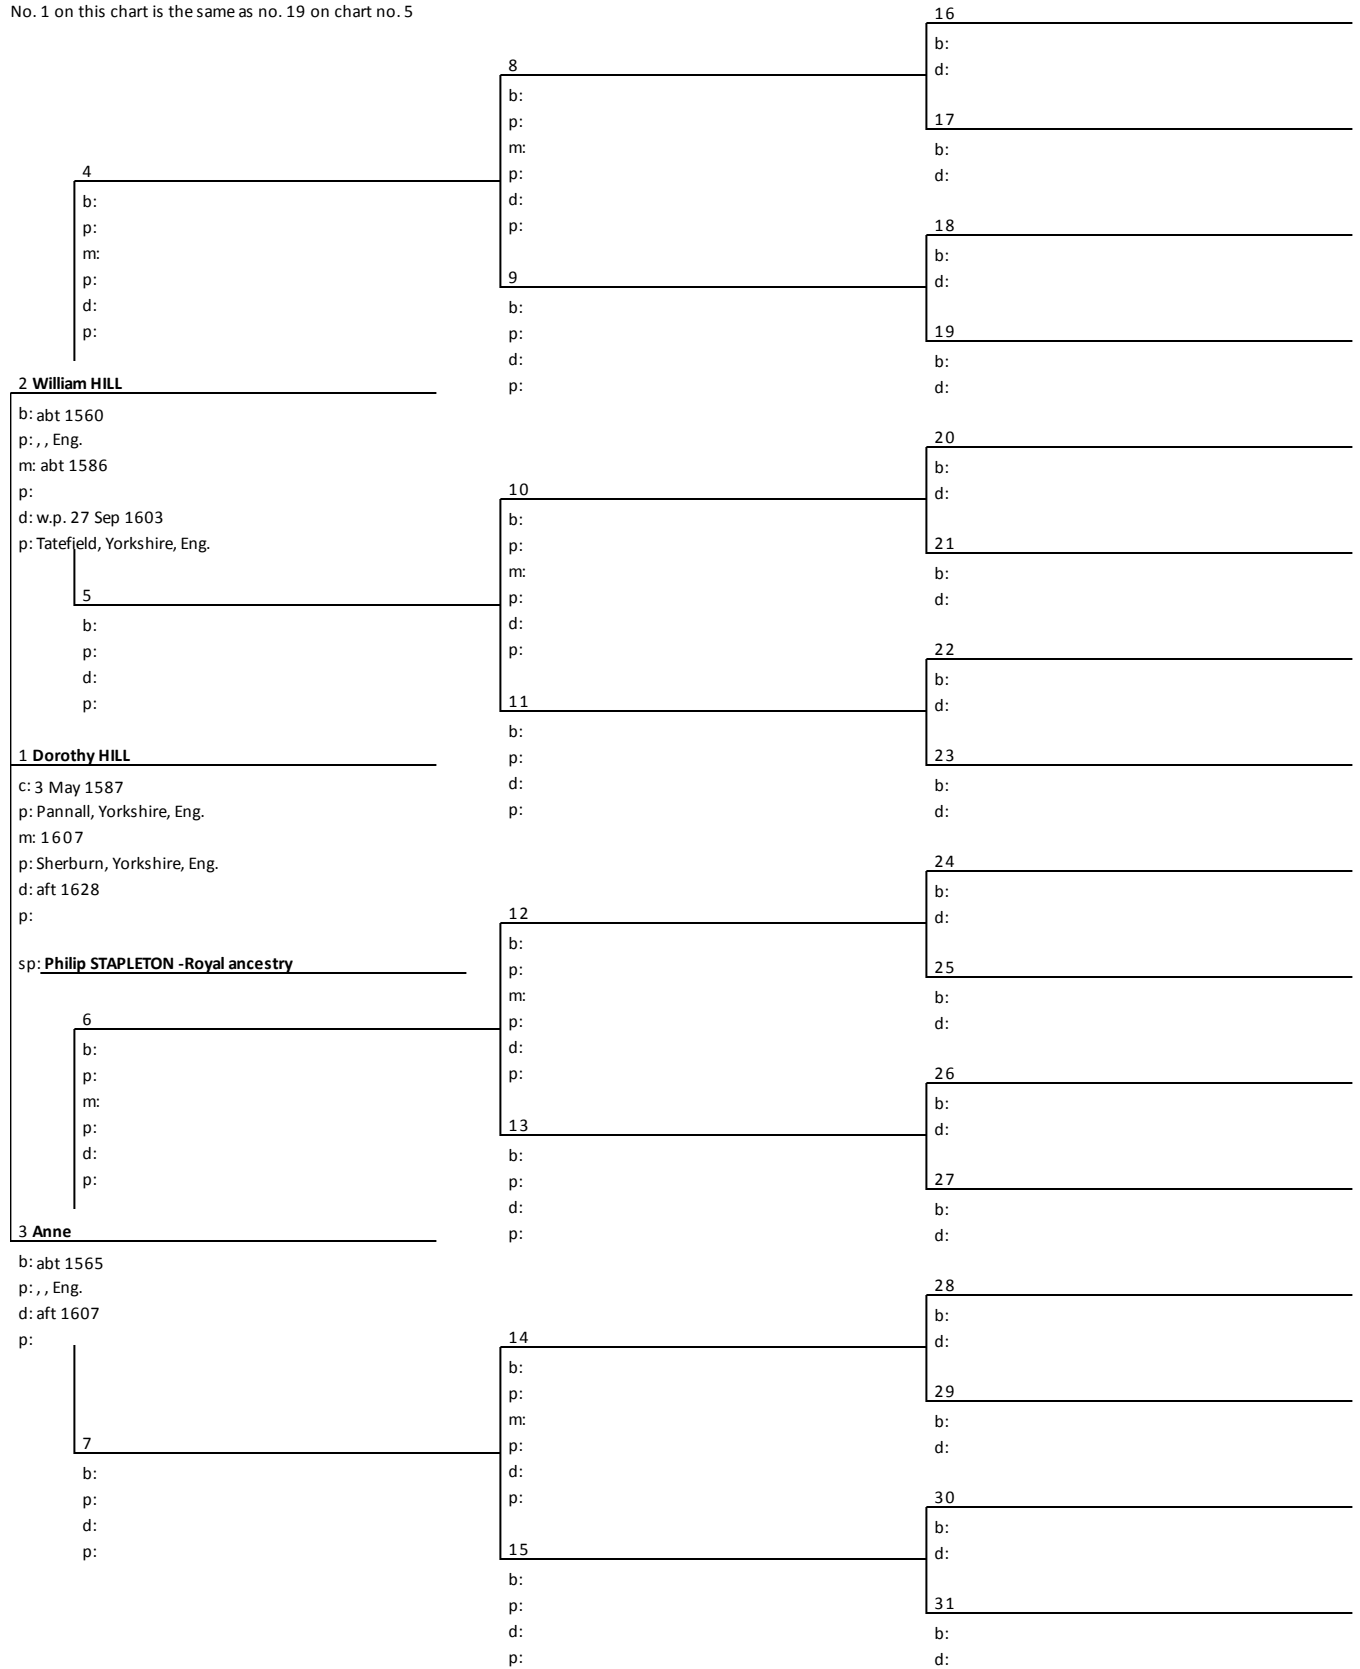 No. 1 on this chart is the same as no. 19 on chart no. 5
4
b:
p:
m:
p:
d:
p:
2 William HILL
b: abt 1560
p: , , Eng.
m: abt 1586
p:
d: w.p. 27 Sep 1603
p: Tatefield, Yorkshire, Eng.
5
b:
p:
d:
p:
1 Dorothy HILL
c: 3 May 1587
p: Pannall, Yorkshire, Eng.
m: 1607
p: Sherburn, Yorkshire, Eng.
d: aft 1628
p:
sp: Philip STAPLETON -Royal ancestry
6
b:
p:
m:
p:
d:
p:
3 Anne
b: abt 1565
p: , , Eng.
d: aft 1607
p:
7
b:
p:
d:
p:
8
b:
p:
m:
p:
d:
p:
9
b:
p:
d:
p:
10
b:
p:
m:
p:
d:
p:
11
b:
p:
d:
p:
12
b:
p:
m:
p:
d:
p:
13
b:
p:
d:
p:
14
b:
p:
m:
p:
d:
p:
15
b:
p:
d:
p:
16
b:
d:
17
b:
d:
18
b:
d:
19
b:
d:
20
b:
d:
21
b:
d:
22
b:
d:
23
b:
d:
24
b:
d:
25
b:
d:
26
b:
d:
27
b:
d:
28
b:
d:
29
b:
d:
30
b:
d:
31
b:
d: